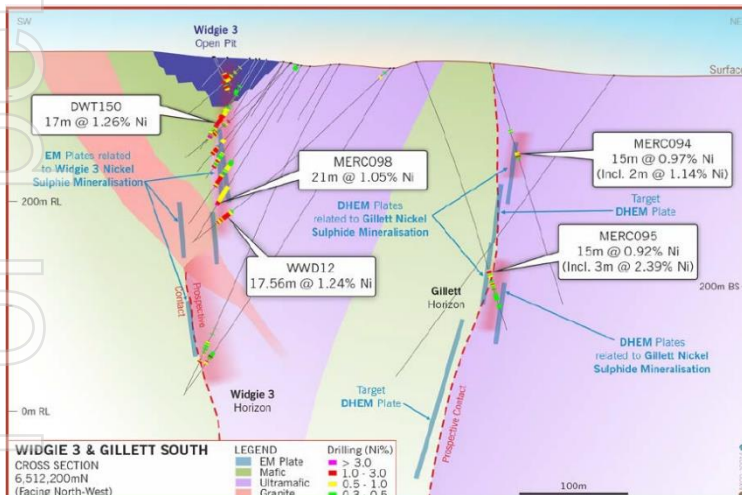 SW
NE
Widgie 3
Open Pit
Surface
DWT150
17m @ 1.26% Ni
EM Plates related
to Widgie 3 Nickel
Sulphie Mineralisation
MERC098
21m @ 1.05% Ni
MERC094
15m @ 0.97% Ni
(Incl. 2m @ 1.14% Ni)
200m RL
DHEM Plates
related to Gillett Nickel
Sulphide Mineralisation
Target
DHEM Plate
MERC095
15m @ 0.92% Ni
(Incl. 3m @ 2.39% Ni)
WWD12
17.56m @ 1.24% Ni
Gillett
Horizon
200m BS
Prospective
Contact
Prospective
DHEM Plates
related to Gillett Nickel
Sulphide Mineralisation
Target
DHEM Plate
Widgie 3
Horizon
Prospective Contact
0m RL
WIDGIE 3 & GILLETT SOUTH
CROSS SECTION
6,512,200mN
(Facing North-West)
LEGEND
EM Plate
Mafic
Ultramafic
Granite
Drilling (Ni%)
> 3.0
1.0 - 3.0
0.5 - 1.0
0.3 - 0.5
100m